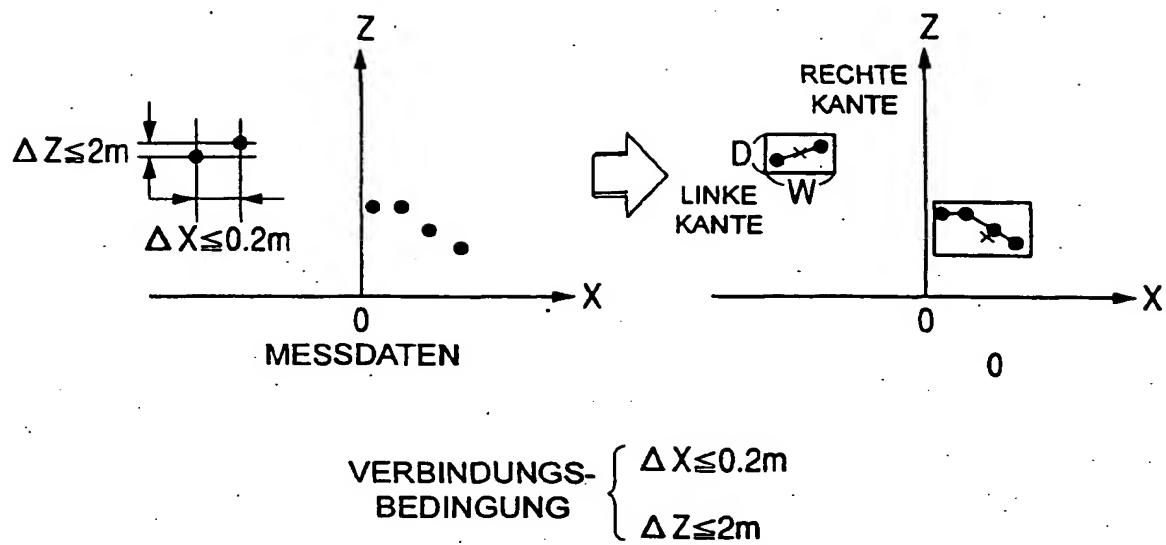 Z
ΔZ≦2m
ΔX≦0.2m
X
0
MESSDATEN
Z
RECHTE
KANTE
D
W
LINKE
KANTE
X
0
0
VERBINDUNGS-
BEDINGUNG
ΔX≦0.2m
ΔZ≦2m